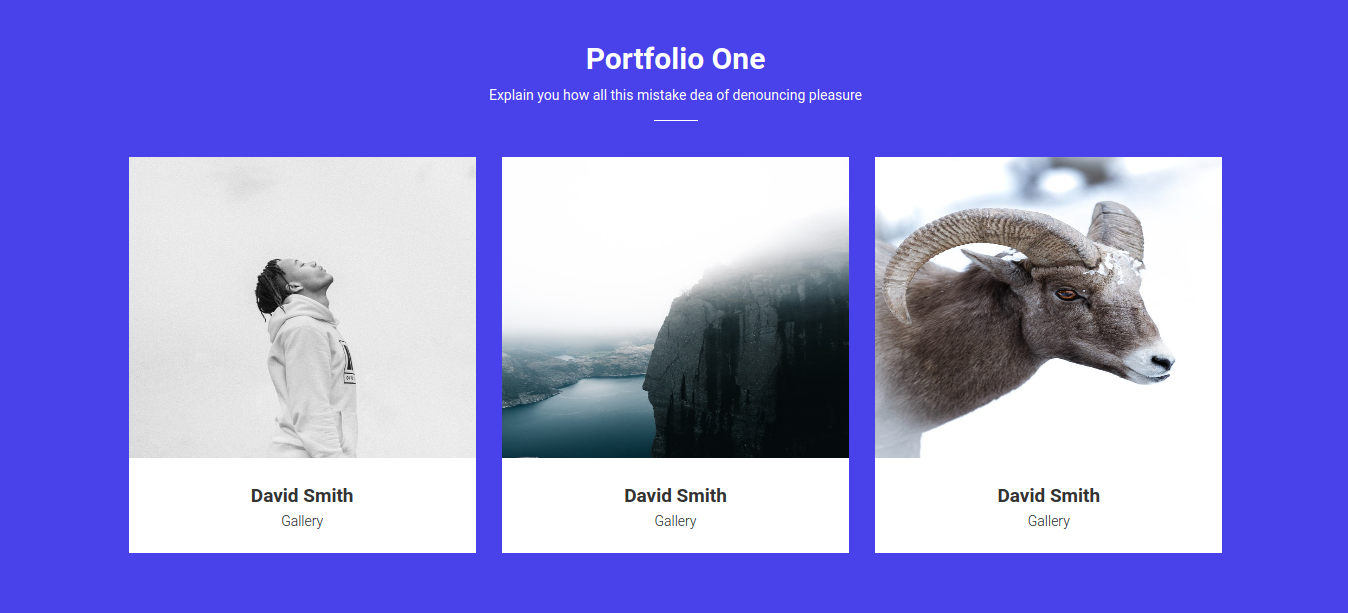 Portfolio One
Explain you how all this mistake dea of denouncing pleasure
David Smith
Gallery
David Smith
Gallery
David Smith
Gallery